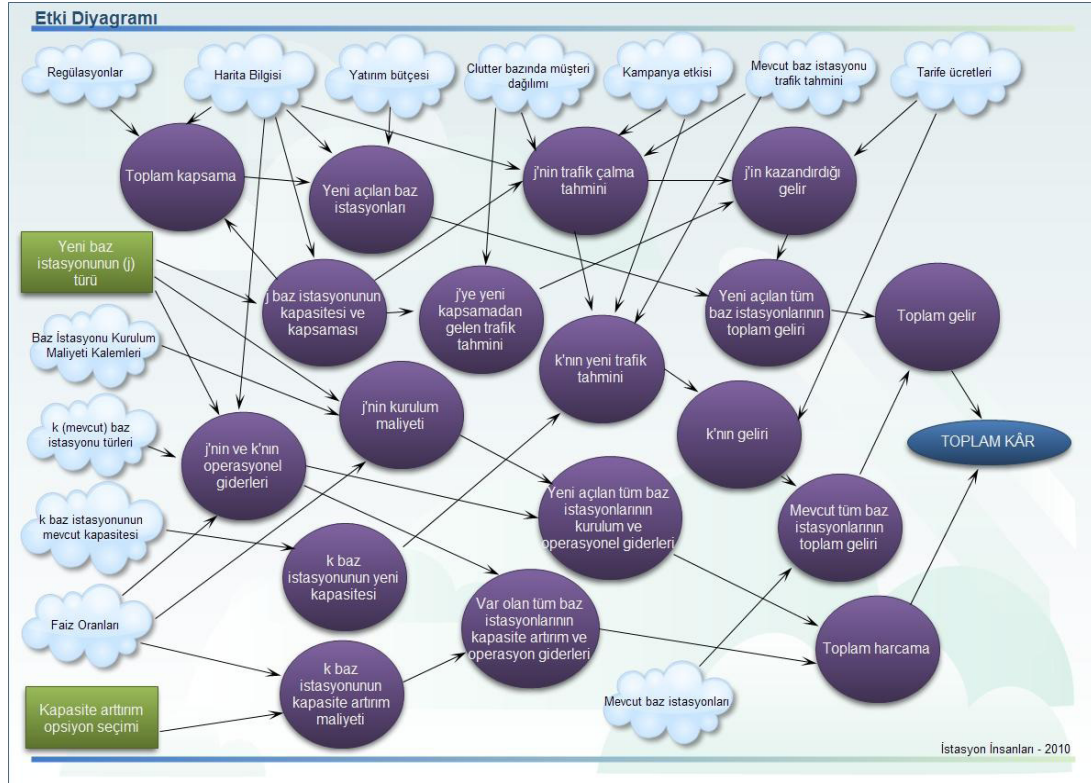 Etki Diyagramı
Regülasyonlar
Harita Bilgisi
Yatırım bütçesi
Clutter bazında müşteri
dağılımı
Kampanya etkisi
Mevcut baz istasyonu
trafik tahmini
Tarife ücretleri
Toplam kapsama
Yeni açılan baz
istasyonları
j'nin trafik çalma
tahmini
j'in kazandırdığı
gelir
Yeni baz
istasyonunun (j)
türü
j baz istasyonunun
kapasitesi ve
kapsaması
j'ye yeni
kapsamadan
gelen trafik
tahmini
Yeni açılan tüm
baz istasyonlarının
toplam geliri
Toplam gelir
Baz İstasyonu Kurulum
Maliyeti Kalemleri
k'nın yeni trafik
tahmini
j'nin kurulum
maliyeti
k (mevcut) baz
istasyonu türleri
j'nin ve k'nın
operasyonel
giderleri
k'nın geliri
TOPLAM KÂR
k baz istasyonunun
mevcut kapasitesi
Yeni açılan tüm baz
istasyonlarının
kurulum ve
operasyonel giderleri
Mevcut tüm baz
istasyonlarının
toplam geliri
k baz
istasyonunun yeni
kapasitesi
Faiz Oranları
Var olan tüm baz
istasyonlarının
kapasite artırım ve
operasyon giderleri
Toplam harcama
k baz
istasyonunun
kapasite artırım
maliyeti
Mevcut baz istasyonları
Kapasite arttırım
opsiyon seçimi
İstasyon İnsanları - 2010